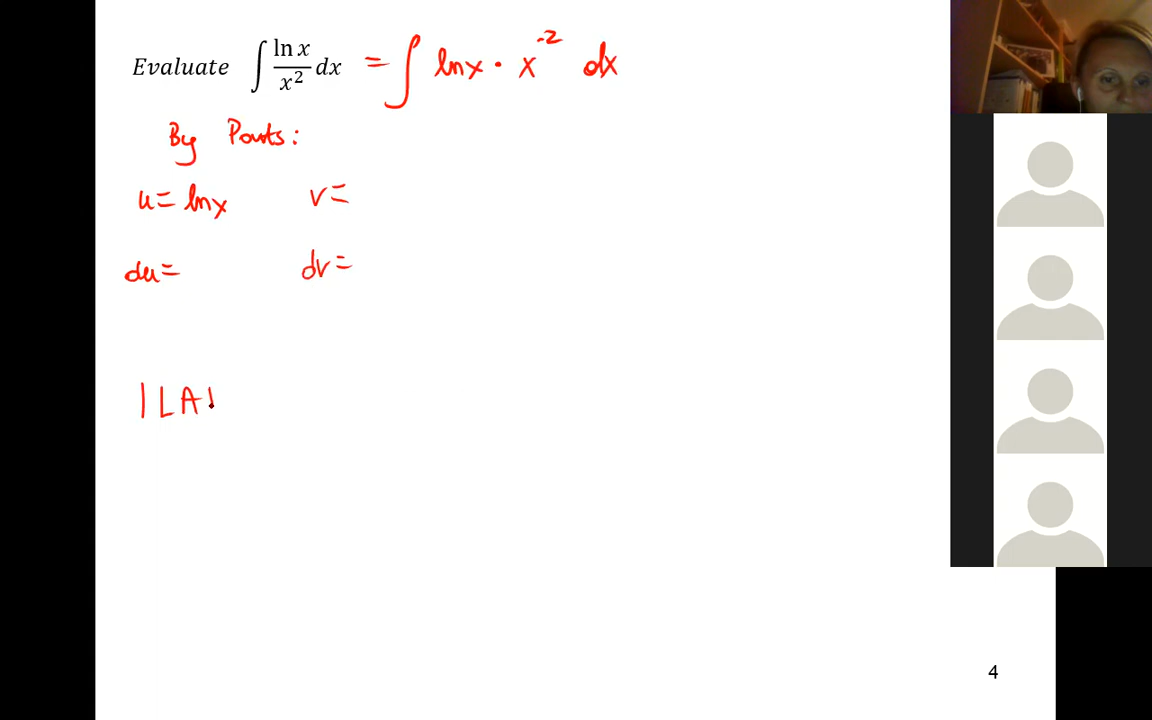 Evaluate ∫ ln x / x² dx = ∫ lnx · x⁻² dx
By Parts:
u= lnx v=
du= dv=
ILA
4